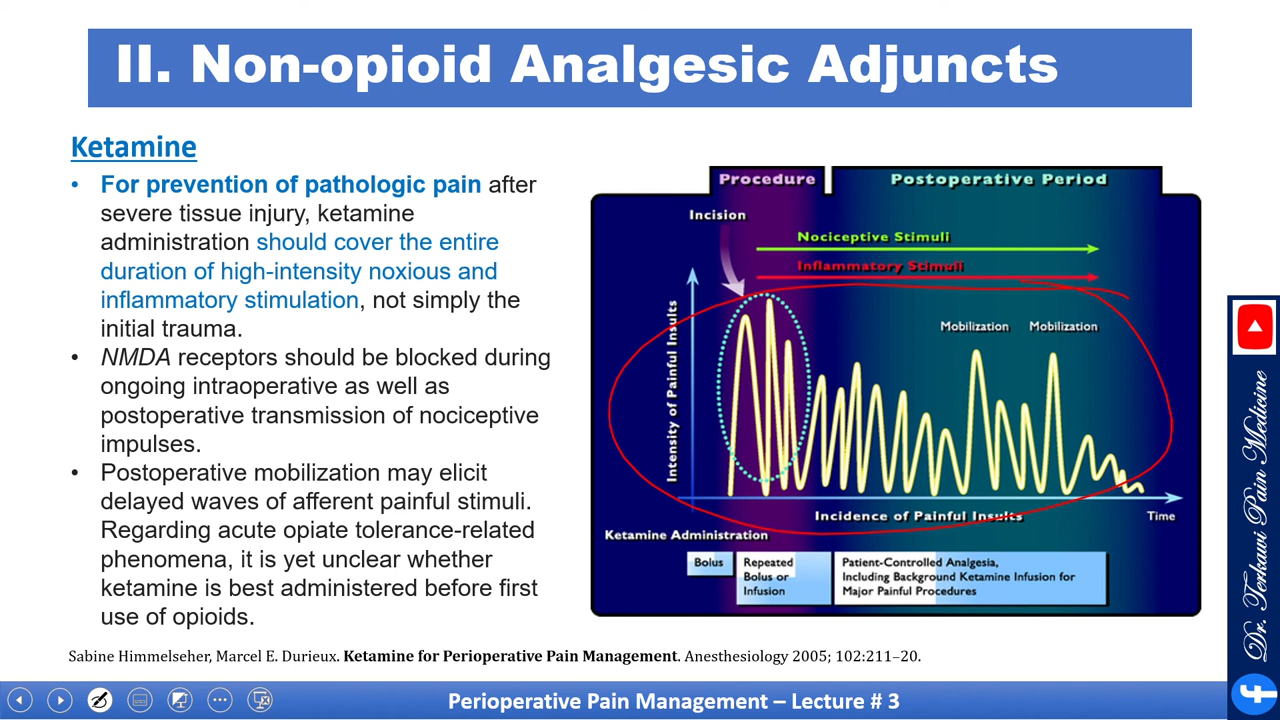 II. Non-opioid Analgesic Adjuncts
Ketamine
• For prevention of pathologic pain after
severe tissue injury, ketamine
administration should cover the entire
duration of high-intensity noxious and
inflammatory stimulation, not simply the
initial trauma.
• NMDA receptors should be blocked during
ongoing intraoperative as well as
postoperative transmission of nociceptive
impulses.
• Postoperative mobilization may elicit
delayed waves of afferent painful stimuli.
Regarding acute opiate tolerance-related
phenomena, it is yet unclear whether
ketamine is best administered before first
use of opioids.
Procedure
Postoperative Period
Incision
Nociceptive Stimuli
Inflammatory Stimuli
Mobilization
Mobilization
Intensity of Painful Insults
Incidence of Painful Insults
Time
Ketamine Administration
Bolus
Repeated
Bolus or
Infusion
Patient-Controlled Analgesia,
Including Background Ketamine Infusion for
Major Painful Procedures
Sabine Himmelseher, Marcel E. Durieux. Ketamine for Perioperative Pain Management. Anesthesiology 2005; 102:211–20.
Perioperative Pain Management – Lecture # 3
Dr. Terkawi Pain Medicine